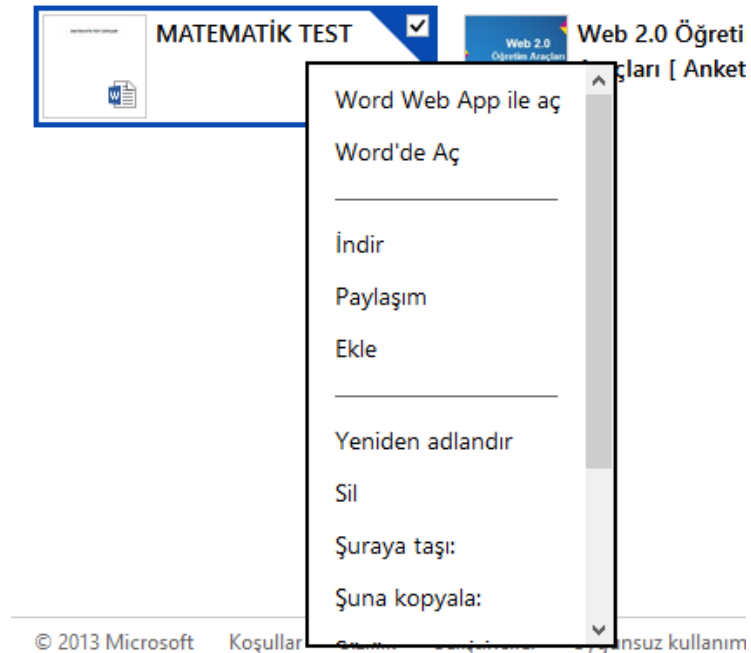 MATEMATİK TEST
Web 2.0
Öğretim Araçları
Web 2.0 Öğreti
çları [ Anket
Word Web App ile aç
Word'de Aç
İndir
Paylaşım
Ekle
Yeniden adlandır
Sil
Şuraya taşı:
Şuna kopyala:
© 2013 Microsoft Koşullar